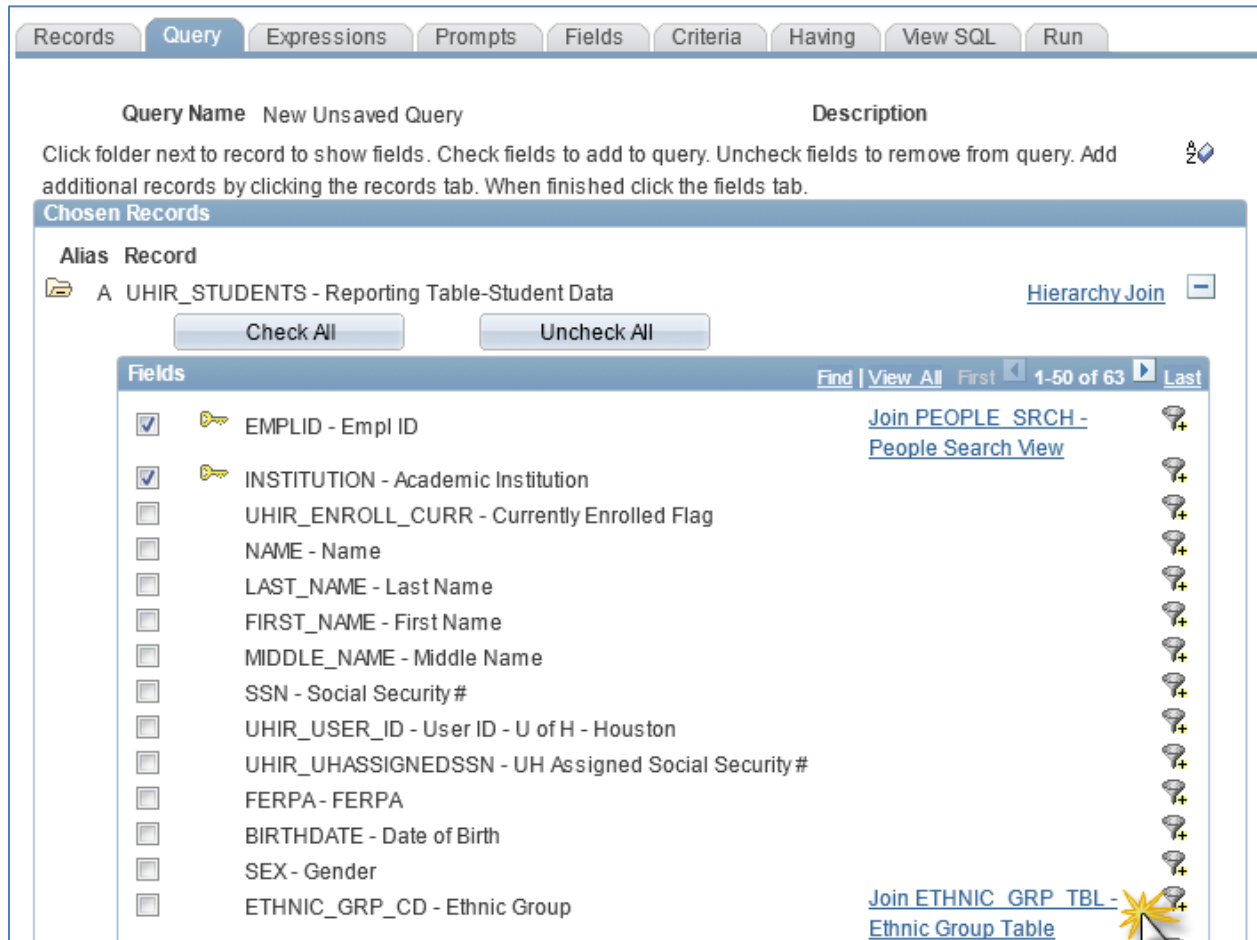 Records Query Expressions Prompts Fields Criteria Having View SQL Run
Query Name New Unsaved Query Description
Click folder next to record to show fields. Check fields to add to query. Uncheck fields to remove from query. Add
additional records by clicking the records tab. When finished click the fields tab.
Chosen Records
Alias Record
A UHIR_STUDENTS - Reporting Table-Student Data Hierarchy Join
Check All Uncheck All
Fields Find | View All First 1-50 of 63 Last
EMPLID - Empl ID Join PEOPLE_SRCH -
People Search View
INSTITUTION - Academic Institution
UHIR_ENROLL_CURR - Currently Enrolled Flag
NAME - Name
LAST_NAME - Last Name
FIRST_NAME - First Name
MIDDLE_NAME - Middle Name
SSN - Social Security #
UHIR_USER_ID - User ID - U of H - Houston
UHIR_UHASSIGNEDSSN - UH Assigned Social Security #
FERPA - FERPA
BIRTHDATE - Date of Birth
SEX - Gender
ETHNIC_GRP_CD - Ethnic Group Join ETHNIC_GRP_TBL -
Ethnic Group Table